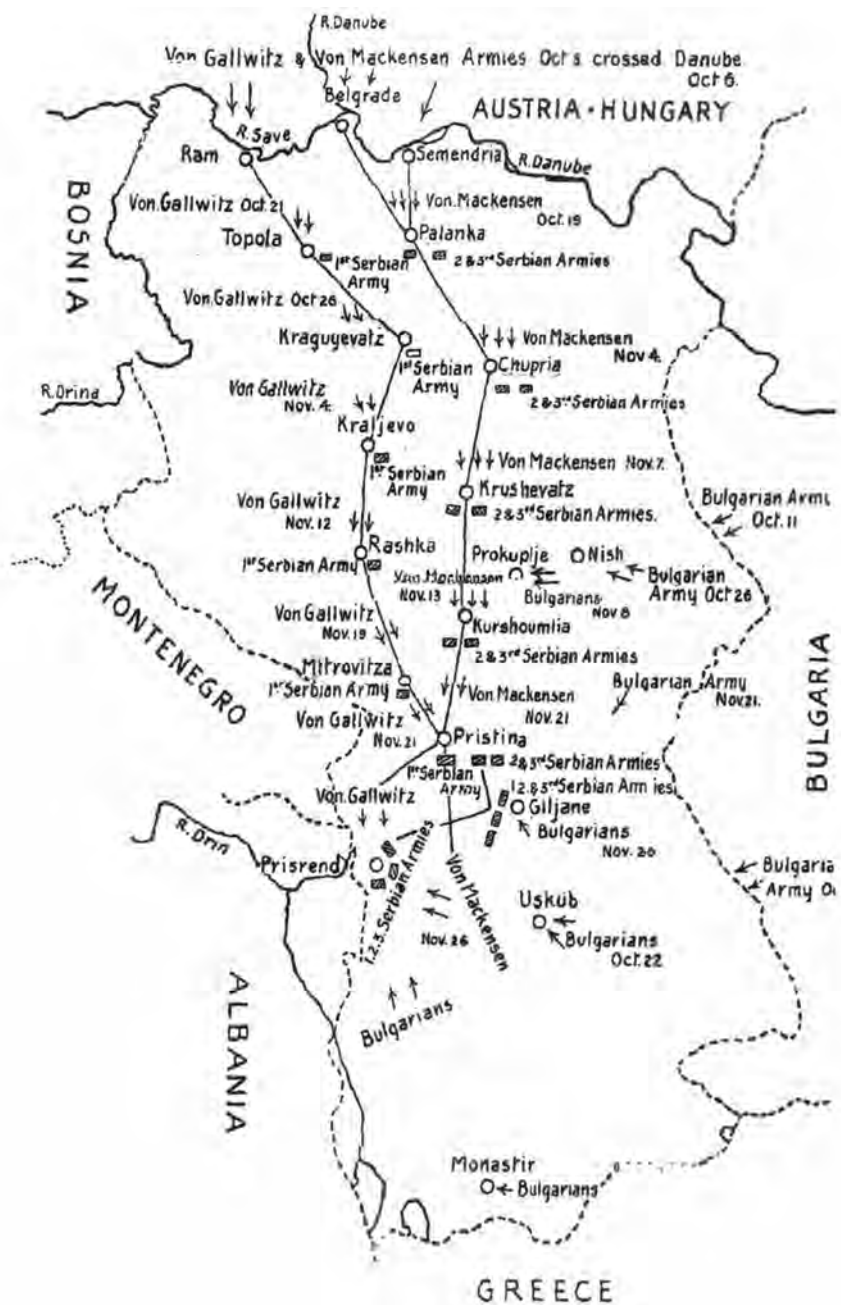 R. Danube
Von Gallwitz & Von Mackensen Armies Oct 8 crossed Danube
Oct 6.
Belgrade
AUSTRIA-HUNGARY
R. Save
Ram
Semendria
R. Danube
BOSNIA
Von Gallwitz Oct. 21
Von Mackensen
Oct 19
Topola
Palanka
1st Serbian
Army
2 & 3rd Serbian Armies
Von Gallwitz Oct 26
Kraguyevatz
Von Mackensen
Nov 4.
1st Serbian
Army
Chupria
R. Drina
Von Gallwitz
Nov. 4.
2 & 3rd Serbian Armies
Kraljevo
1st Serbian
Army
Von Mackensen Nov. 7.
Krushevatz
Von Gallwitz
Nov. 12
2 & 3rd Serbian Armies.
Bulgarian
Oct. 11
Rashka
1st Serbian Army
Prokuplje
Nish
Von Mackensen
Nov. 13
Bulgarians
Nov 8
Bulgarian
Army Oct 26
MONTENEGRO
Von Gallwitz
Nov. 19
Kurshoumlia
2 & 3rd Serbian Armies
BULGARIA
Mitrovitza
1st Serbian Army
Von Mackensen
Nov. 21
Bulgarian Army
Nov 21.
Von Gallwitz
Nov. 21
Pristina
1st Serbian
Army
2 & 3rd Serbian Armies
1 2 & 3rd Serbian Armies
Von Gallwitz
Giljane
Bulgarians
Nov. 20
R. Drin
Prisrend
1. 2. 3. Serbian Armies
Von Mackensen
Nov. 26
Uskub
Bulgarians
Oct. 22
Army
ALBANIA
Bulgarians
Monastir
Bulgarians
GREECE